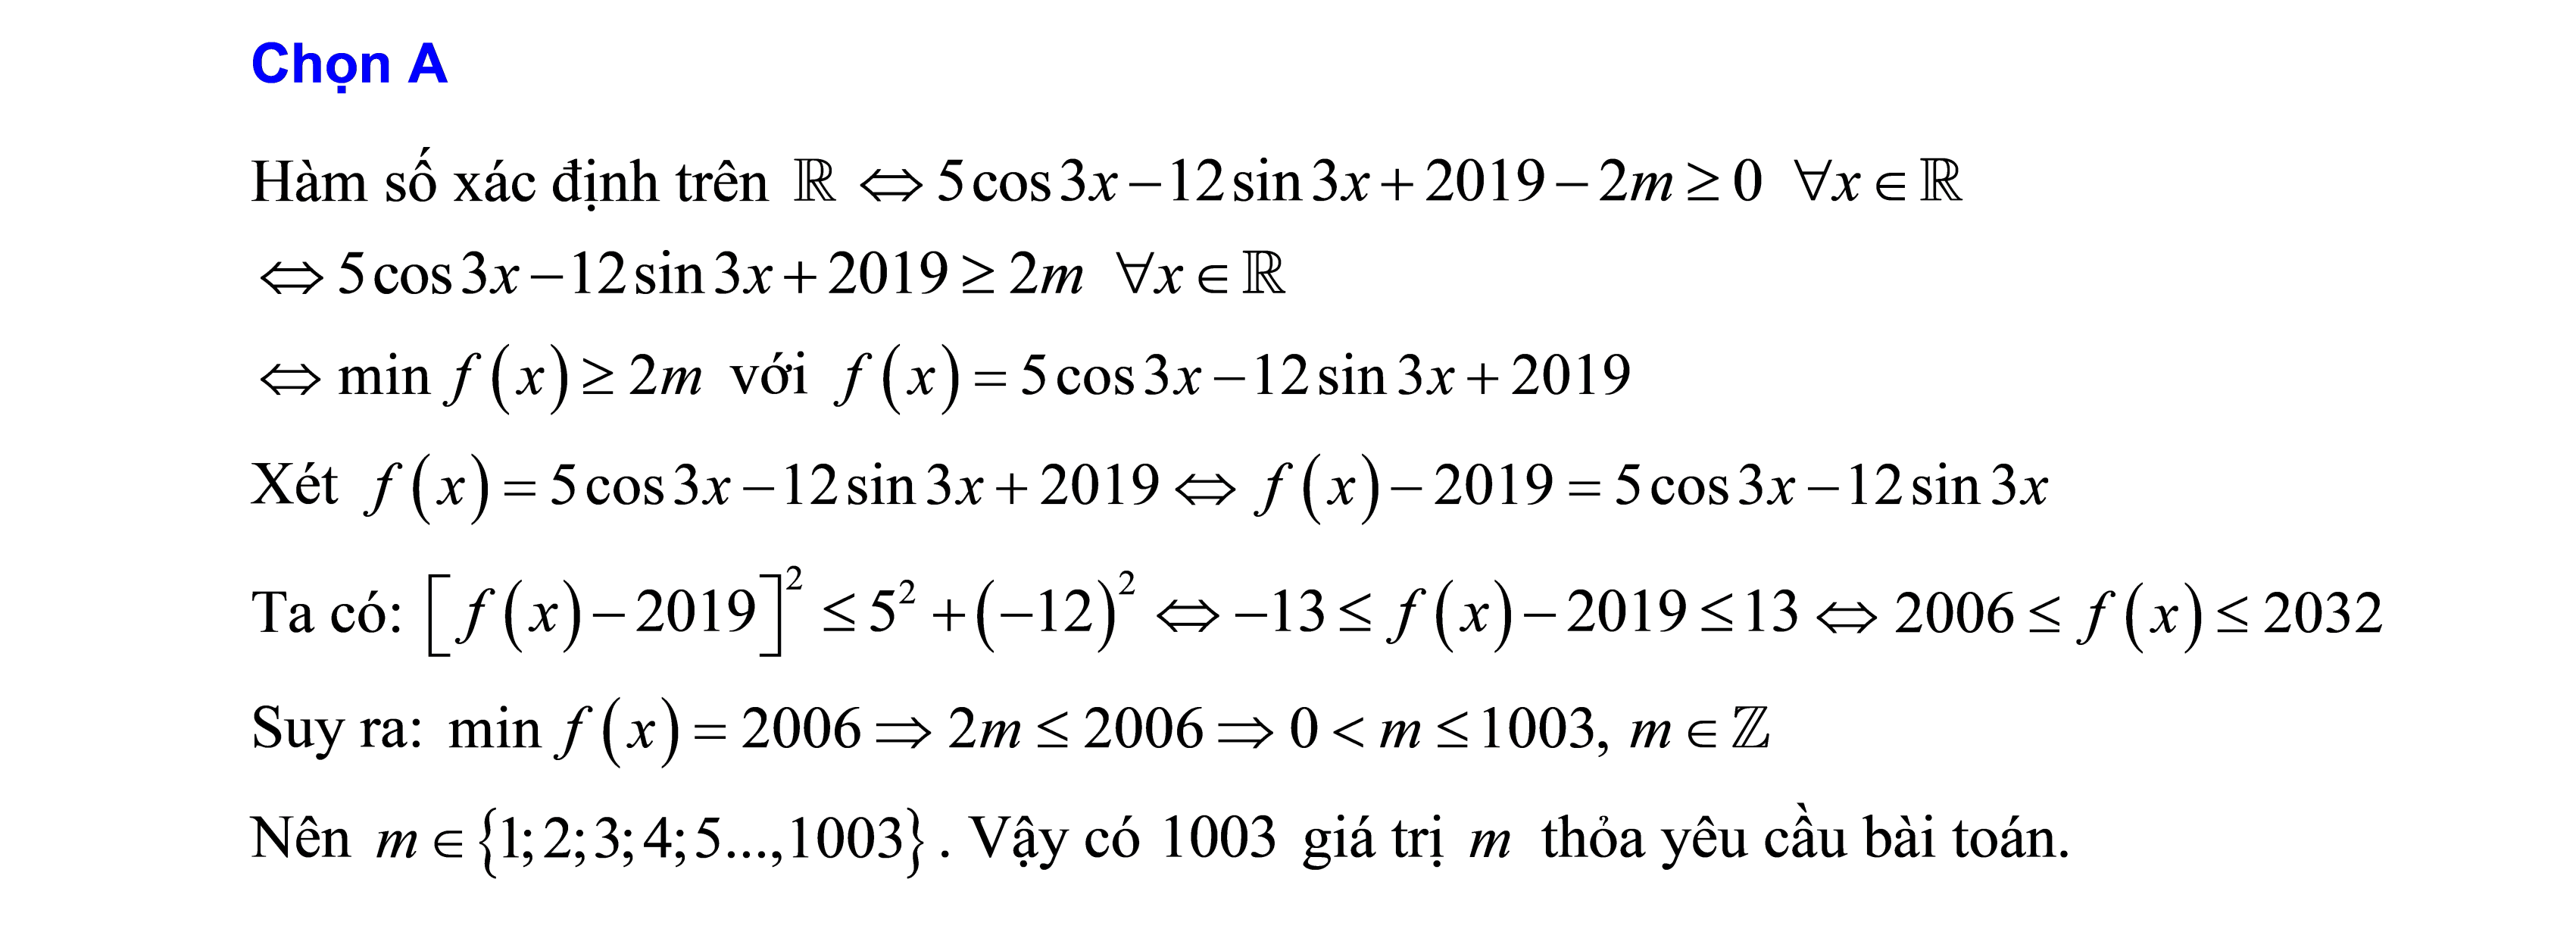 Chọn A
Hàm số xác định trên ℝ ⇔ 5cos3x − 12sin3x + 2019 − 2m ≥ 0 ∀x ∈ ℝ
⇔ 5cos3x − 12sin3x + 2019 ≥ 2m ∀x ∈ ℝ
⇔ min f(x) ≥ 2m với f(x) = 5cos3x − 12sin3x + 2019
Xét f(x) = 5cos3x − 12sin3x + 2019 ⇔ f(x) − 2019 = 5cos3x − 12sin3x
Ta có: [f(x) − 2019]² ≤ 5² + (−12)² ⇔ −13 ≤ f(x) − 2019 ≤ 13 ⇔ 2006 ≤ f(x) ≤ 2032
Suy ra: min f(x) = 2006 ⇒ 2m ≤ 2006 ⇒ 0 < m ≤ 1003, m ∈ ℤ
Nên m ∈ {1; 2; 3; 4; 5..., 1003}. Vậy có 1003 giá trị m thỏa yêu cầu bài toán.